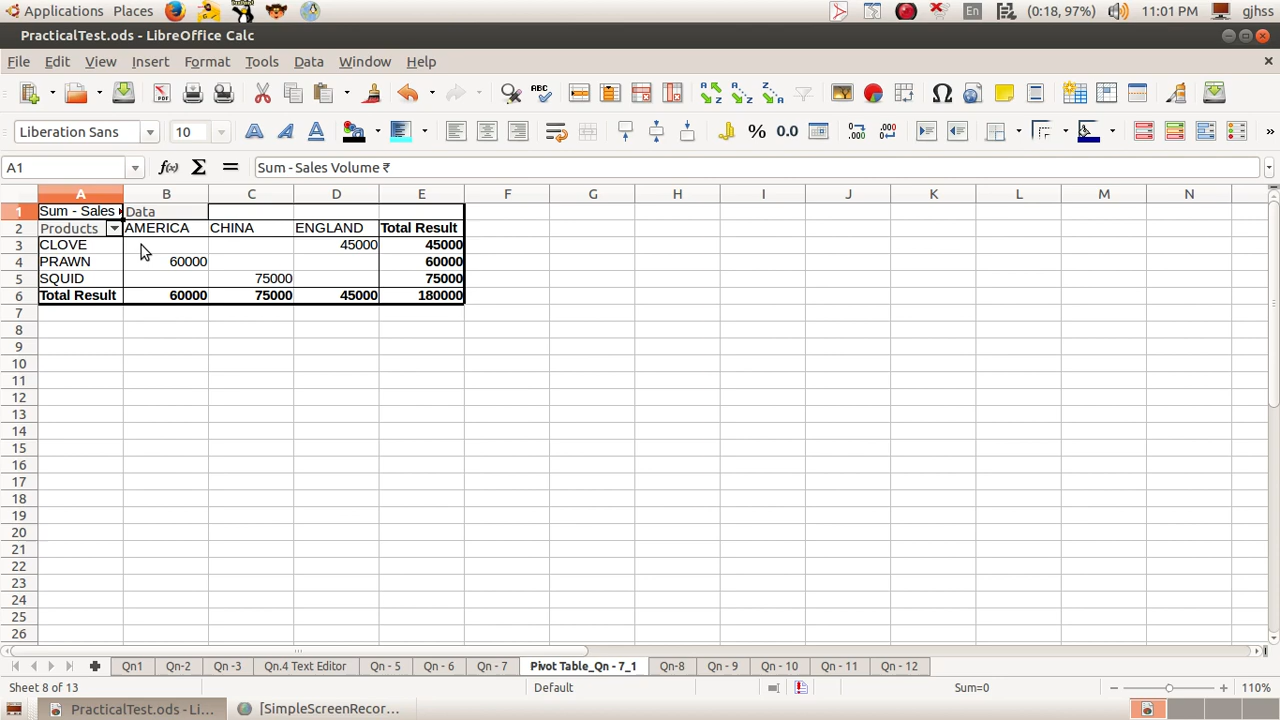 Applications Places En (0:18, 97%) 11:01 PM gjhss
PracticalTest.ods - LibreOffice Calc
File Edit View Insert Format Tools Data Window Help
Liberation Sans 10
A1 Sum - Sales Volume ₹
A B C D E F G H I J K L M N
1 Sum - Sales Data
2 Products AMERICA CHINA ENGLAND Total Result
3 CLOVE 45000 45000
4 PRAWN 60000 60000
5 SQUID 75000 75000
6 Total Result 60000 75000 45000 180000
7
8
9
10
11
12
13
14
15
16
17
18
19
20
21
22
23
24
25
26
Qn1 Qn-2 Qn -3 Qn.4 Text Editor Qn - 5 Qn - 6 Qn - 7 Pivot Table_Qn - 7_1 Qn-8 Qn - 9 Qn - 10 Qn - 11 Qn - 12
Sheet 8 of 13 Default Sum=0 110%
PracticalTest.ods - Li... [SimpleScreenRecor...